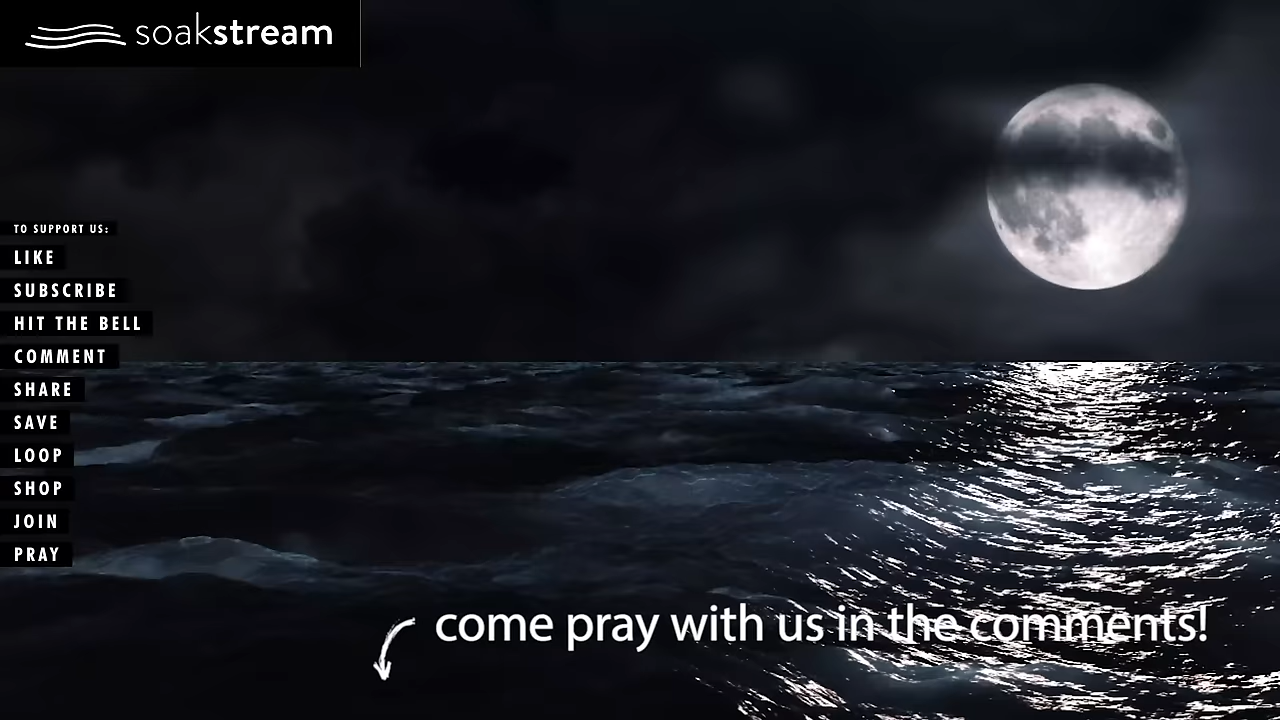 soakstream
TO SUPPORT US:
LIKE
SUBSCRIBE
HIT THE BELL
COMMENT
SHARE
SAVE
LOOP
SHOP
JOIN
PRAY
come pray with us in the comments!